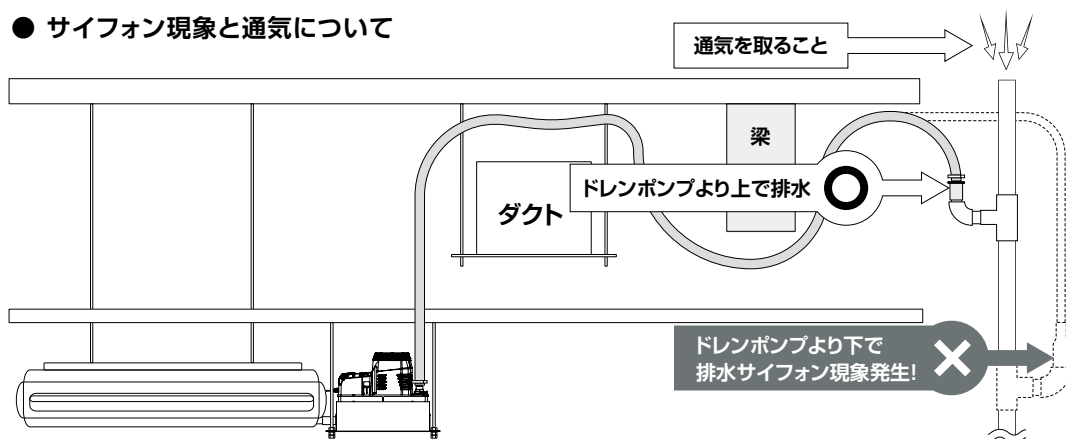 ● サイフォン現象と通気について
通気を取ること
梁
ドレンポンプより上で排水
ダクト
ドレンポンプより下で
排水サイフォン現象発生!